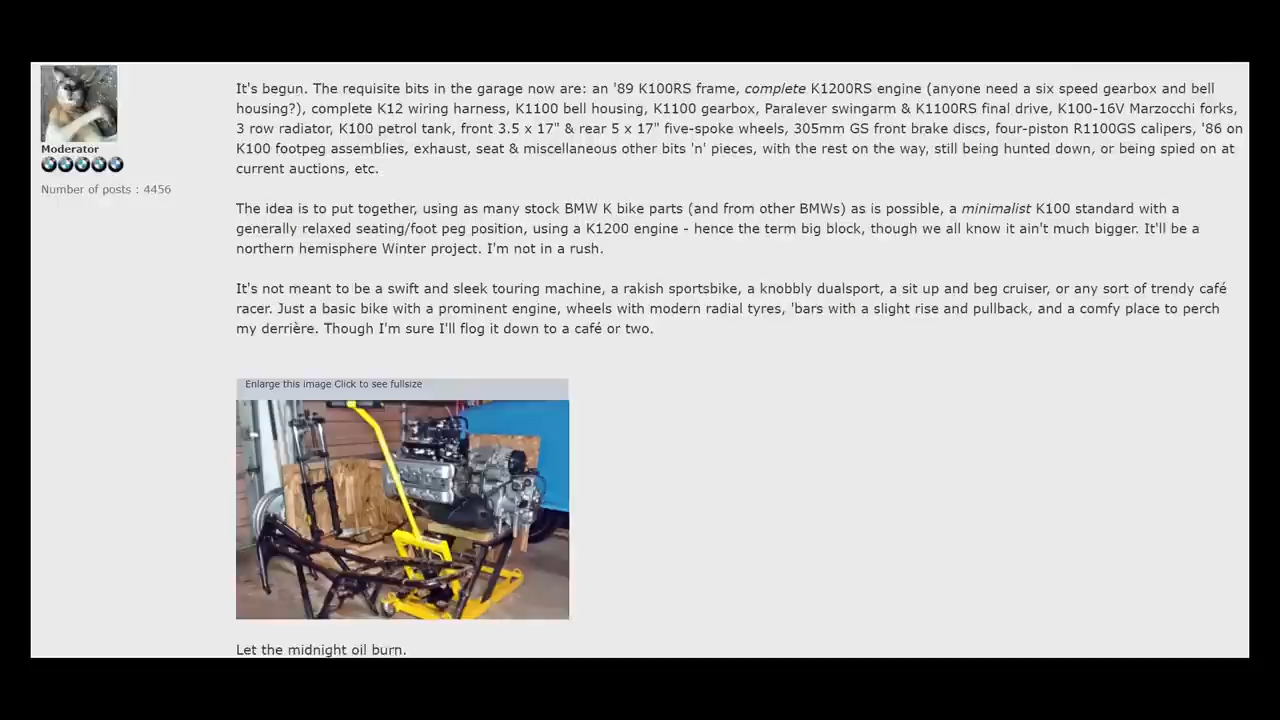 It's begun. The requisite bits in the garage now are: an '89 K100RS frame, complete K1200RS engine (anyone need a six speed gearbox and bell
housing?), complete K12 wiring harness, K1100 bell housing, K1100 gearbox, Paralever swingarm & K1100RS final drive, K100-16V Marzocchi forks,
3 row radiator, K100 petrol tank, front 3.5 x 17" & rear 5 x 17" five-spoke wheels, 305mm GS front brake discs, four-piston R1100GS calipers, '86 on
K100 footpeg assemblies, exhaust, seat & miscellaneous other bits 'n' pieces, with the rest on the way, still being hunted down, or being spied on at
current auctions, etc.
Moderator
Number of posts : 4456
The idea is to put together, using as many stock BMW K bike parts (and from other BMWs) as is possible, a minimalist K100 standard with a
generally relaxed seating/foot peg position, using a K1200 engine - hence the term big block, though we all know it ain't much bigger. It'll be a
northern hemisphere Winter project. I'm not in a rush.
It's not meant to be a swift and sleek touring machine, a rakish sportsbike, a knobbly dualsport, a sit up and beg cruiser, or any sort of trendy café
racer. Just a basic bike with a prominent engine, wheels with modern radial tyres, 'bars with a slight rise and pullback, and a comfy place to perch
my derrière. Though I'm sure I'll flog it down to a café or two.
Enlarge this image Click to see fullsize
Let the midnight oil burn.